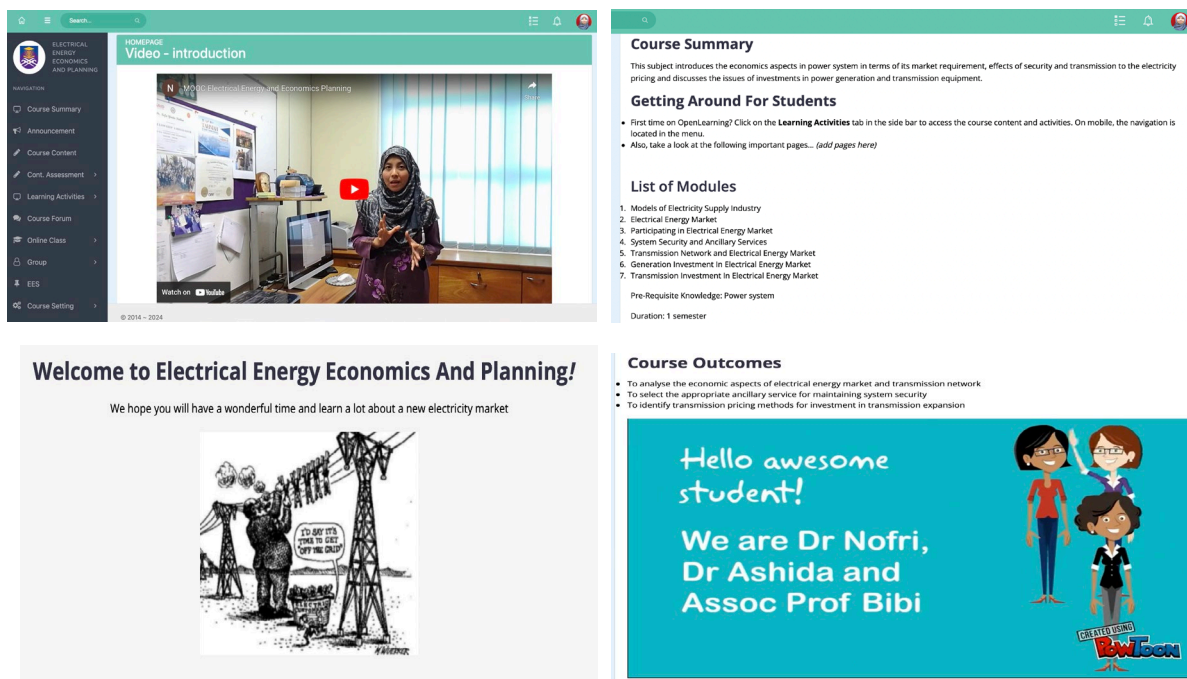 Search...
ELECTRICAL
ENERGY
ECONOMICS
AND PLANNING
NAVIGATION
Course Summary
Announcement
Course Content
Cont. Assessment
Learning Activities
Course Forum
Online Class
Group
EES
Course Setting
HOMEPAGE
Video - introduction
N MOOC Electrical Energy and Economics Planning
Watch on YouTube
© 2014 – 2024
Course Summary
This subject introduces the economics aspects in power system in terms of its market requirement, effects of security and transmission to the electricity
pricing and discusses the issues of investments in power generation and transmission equipment.
Getting Around For Students
• First time on OpenLearning? Click on the Learning Activities tab in the side bar to access the course content and activities. On mobile, the navigation is
located in the menu.
• Also, take a look at the following important pages... (add pages here)
List of Modules
1. Models of Electricity Supply Industry
2. Electrical Energy Market
3. Participating in Electrical Energy Market
4. System Security and Ancillary Services
5. Transmission Network and Electrical Energy Market
6. Generation Investment In Electrical Energy Market
7. Transmission Investment In Electrical Energy Market
Pre-Requisite Knowledge: Power system
Duration: 1 semester
Welcome to Electrical Energy Economics And Planning!
We hope you will have a wonderful time and learn a lot about a new electricity market
I'D SAY IT'S
TIME TO GET
"OFF THE GRID"
Course Outcomes
• To analyse the economic aspects of electrical energy market and transmission network
• To select the appropriate ancillary service for maintaining system security
• To identify transmission pricing methods for investment in transmission expansion
Hello awesome
student!
We are Dr Nofri,
Dr Ashida and
Assoc Prof Bibi
CREATED USING
POWTOON